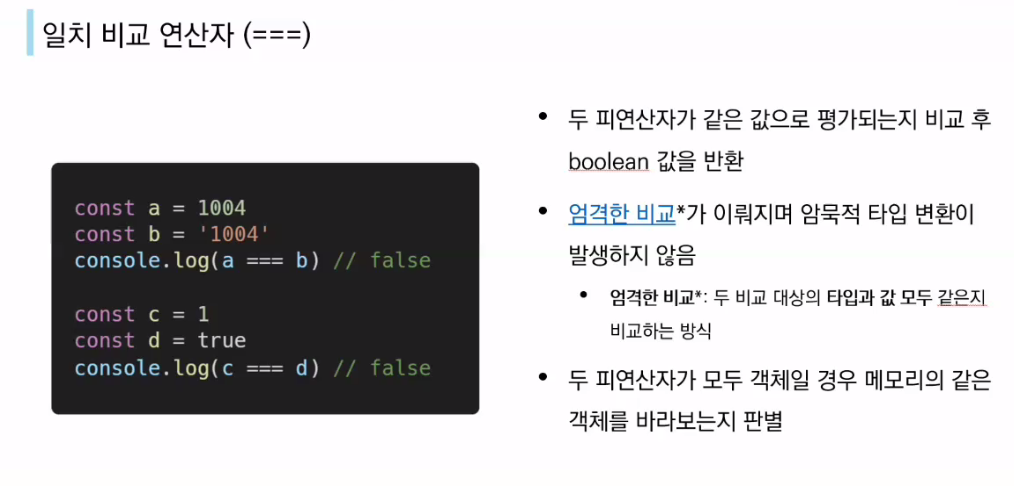 일치 비교 연산자 (===)
const a = 1004
const b = '1004'
console.log(a === b) // false
const c = 1
const d = true
console.log(c === d) // false
• 두 피연산자가 같은 값으로 평가되는지 비교 후
boolean 값을 반환
• 엄격한 비교*가 이뤄지며 암묵적 타입 변환이
발생하지 않음
• 엄격한 비교*: 두 비교 대상의 타입과 값 모두 같은지
비교하는 방식
• 두 피연산자가 모두 객체일 경우 메모리의 같은
객체를 바라보는지 판별